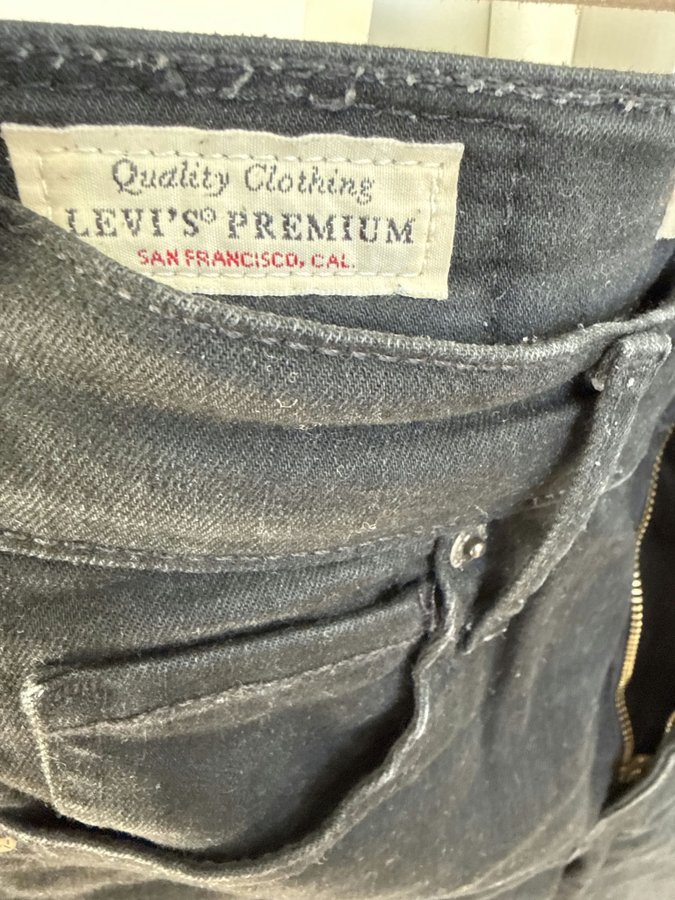 Quality Clothing
LEVI'S® PREMIUM
SAN FRANCISCO, CAL.